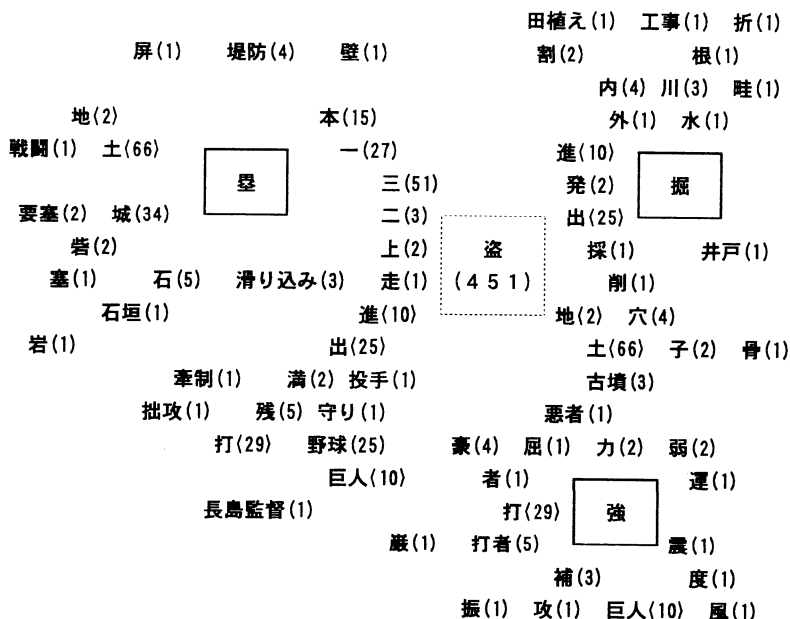 田植え(1) 工事(1) 折(1)
屏(1) 堤防(4) 壁(1) 割(2) 根(1)
内(4) 川(3) 畦(1)
地(2) 本(15) 外(1) 水(1)
戦闘(1) 土(66) 一(27) 進(10)
塁 三(51) 発(2) 掘
要塞(2) 城(34) 二(3) 出(25)
砦(2) 上(2) 盗 採(1) 井戸(1)
塞(1) 石(5) 滑り込み(3) 走(1) (451) 削(1)
石垣(1) 進(10) 地(2) 穴(4)
岩(1) 出(25) 土(66) 子(2) 骨(1)
牽制(1) 満(2) 投手(1) 古墳(3)
拙攻(1) 残(5) 守り(1) 悪者(1)
打(29) 野球(25) 豪(4) 屈(1) 力(2) 弱(2)
巨人(10) 者(1) 運(1)
長島監督(1) 打(29) 強
厳(1) 打者(5) 震(1)
補(3) 度(1)
振(1) 攻(1) 巨人(10) 風(1)